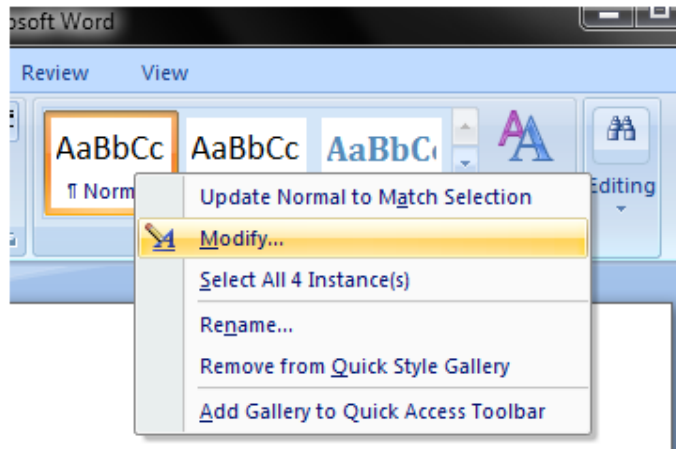 osoft Word
Review View
AaBbCc AaBbCc AaBbC
¶ Norm
Editing
Update Normal to Match Selection
Modify...
Select All 4 Instance(s)
Rename...
Remove from Quick Style Gallery
Add Gallery to Quick Access Toolbar